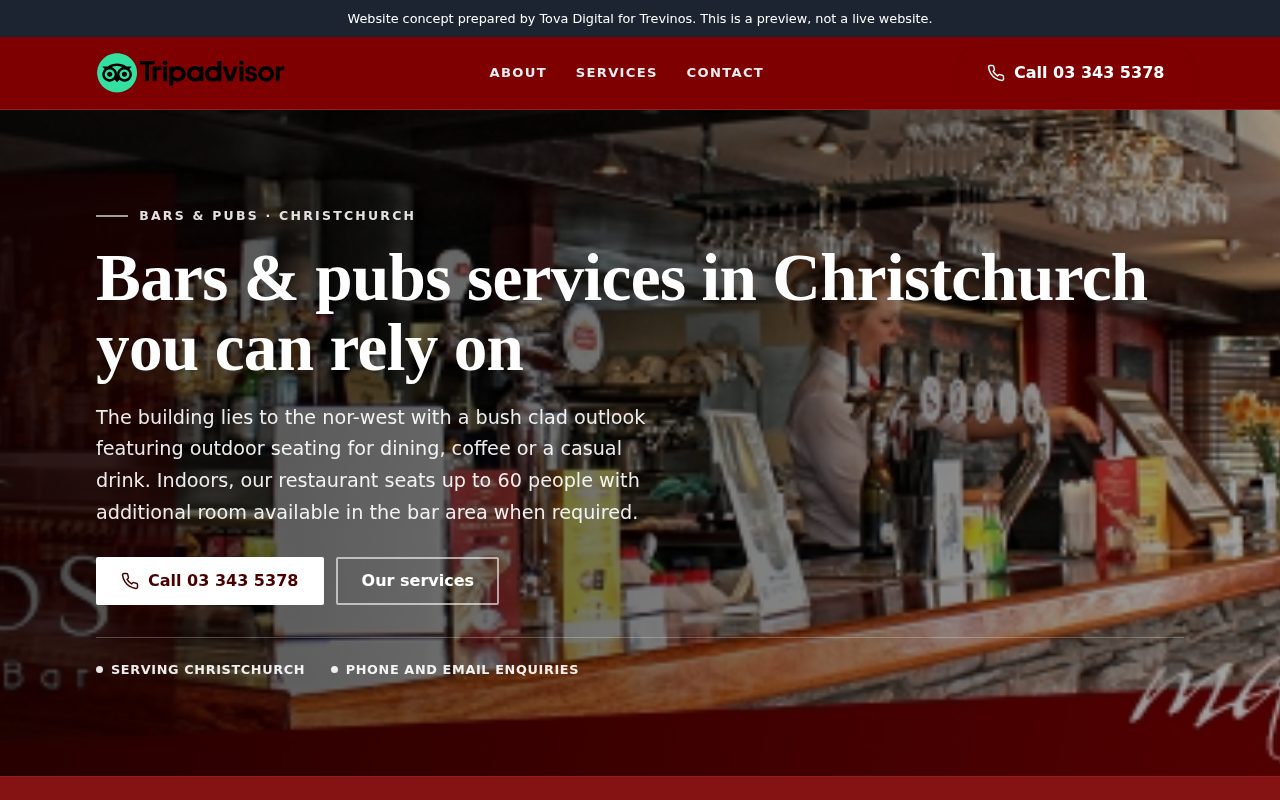 Website concept prepared by Tova Digital for Trevinos. This is a preview, not a live website.
Tripadvisor
ABOUT SERVICES CONTACT
Call 03 343 5378
BARS & PUBS · CHRISTCHURCH
Bars & pubs services in Christchurch
you can rely on
The building lies to the nor-west with a bush clad outlook
featuring outdoor seating for dining, coffee or a casual
drink. Indoors, our restaurant seats up to 60 people with
additional room available in the bar area when required.
Call 03 343 5378
Our services
SERVING CHRISTCHURCH
PHONE AND EMAIL ENQUIRIES